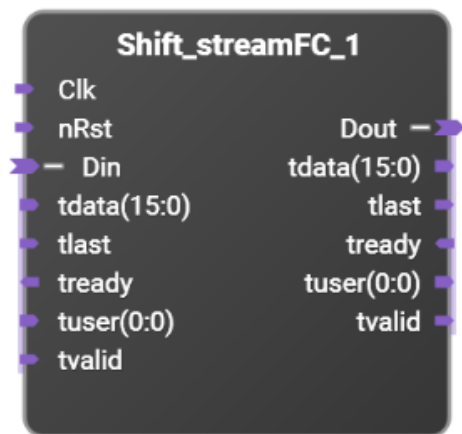 Shift_streamFC_1
Clk
nRst
Din
tdata(15:0)
tlast
tready
tuser(0:0)
tvalid
Dout
tdata(15:0)
tlast
tready
tuser(0:0)
tvalid